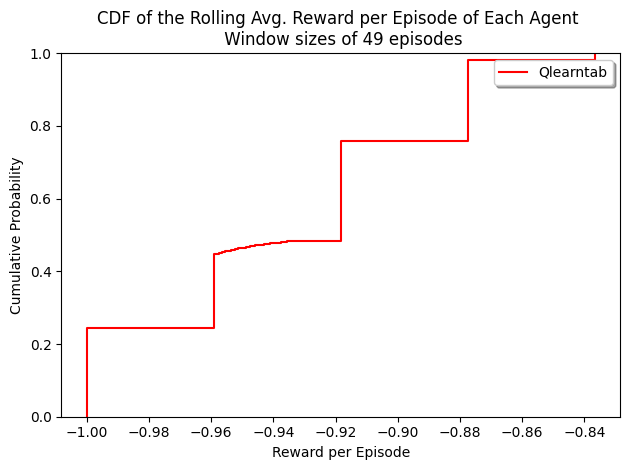 CDF of the Rolling Avg. Reward per Episode of Each Agent
Window sizes of 49 episodes
Qlearntab
Cumulative Probability
1.0
0.8
0.6
0.4
0.2
0.0
−1.00 −0.98 −0.96 −0.94 −0.92 −0.90 −0.88 −0.86 −0.84
Reward per Episode